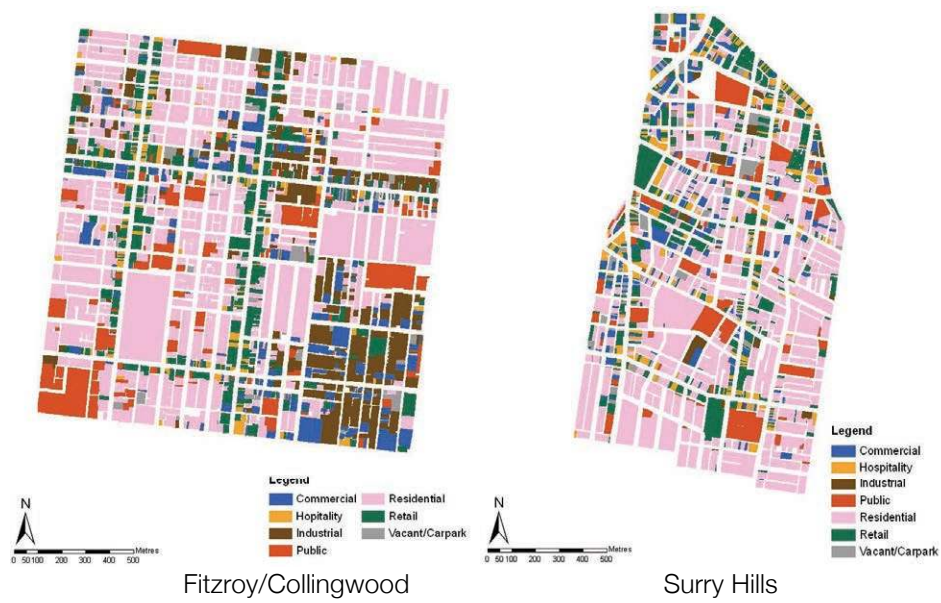 Legend
Commercial
Hopitality
Industrial
Public
Residential
Retail
Vacant/Carpark
N
Metres
0 50 100 200 300 400 500
Fitzroy/Collingwood
Legend
Commercial
Hospitality
Industrial
Public
Residential
Retail
Vacant/Carpark
N
Metres
0 50 100 200 300 400 500
Surry Hills